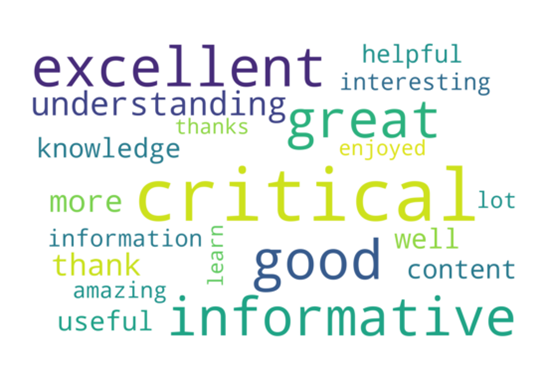 helpful
excellent
interesting
understanding
great
thanks
knowledge
enjoyed
critical
more
lot
information
well
learn
good
thank
content
amazing
informative
useful